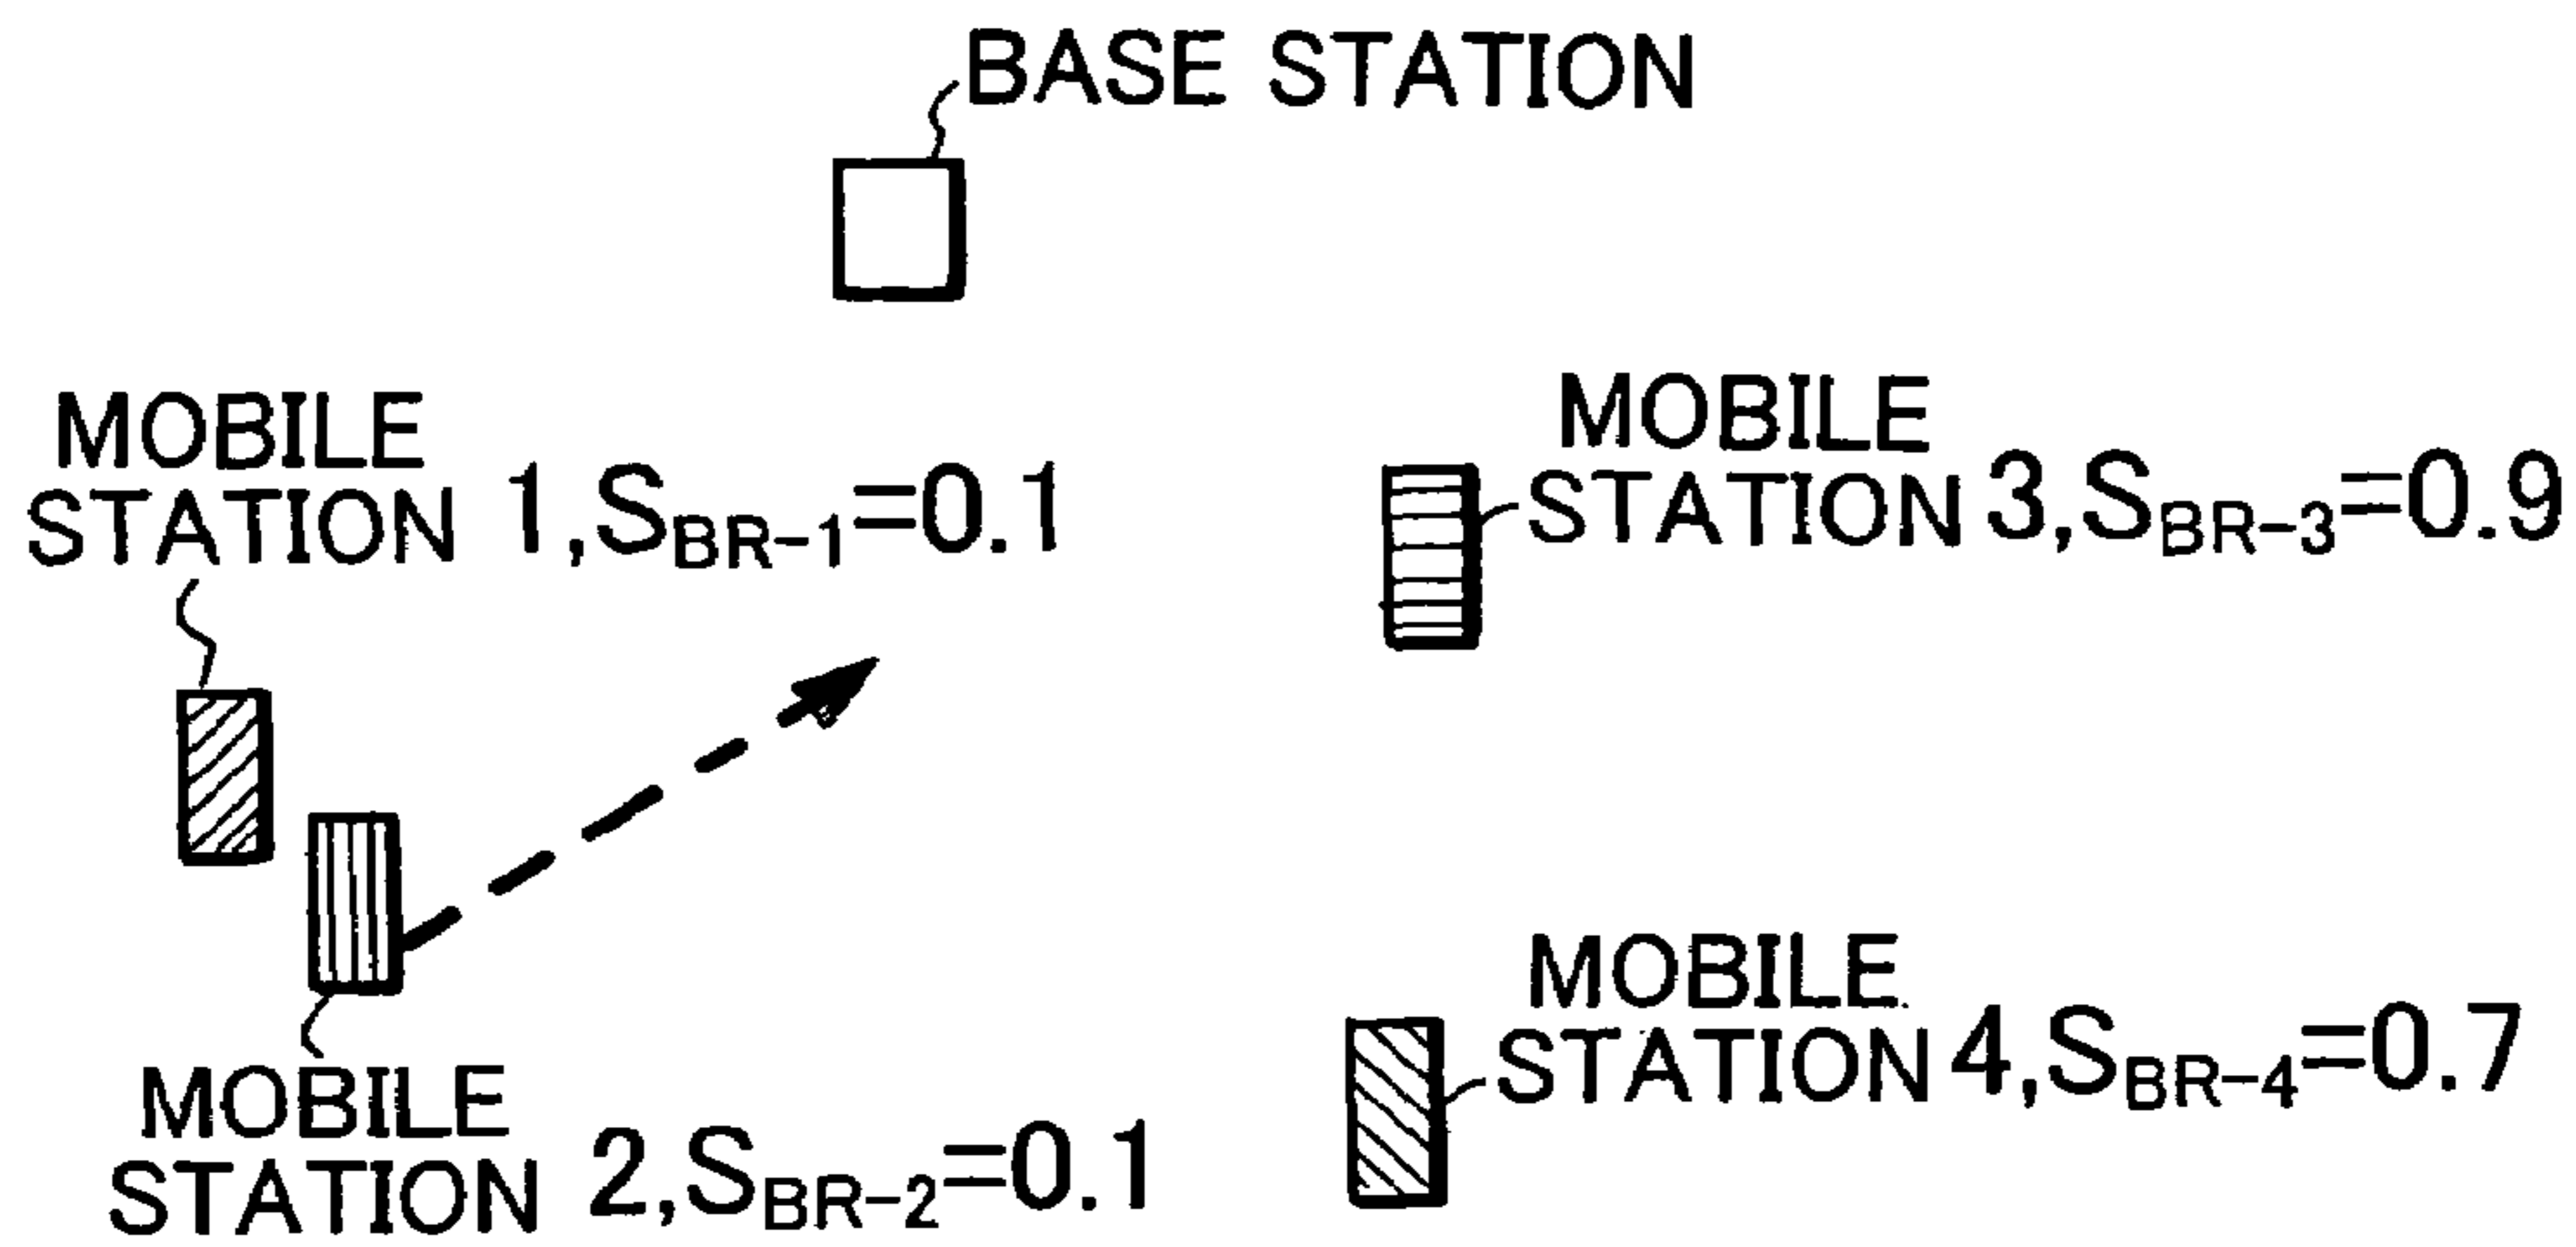 BASE STATION
MOBILE
STATION 1,SBR-1=0.1
MOBILE
STATION 3,SBR-3=0.9
MOBILE
STATION 2,SBR-2=0.1
MOBILE
STATION 4,SBR-4=0.7